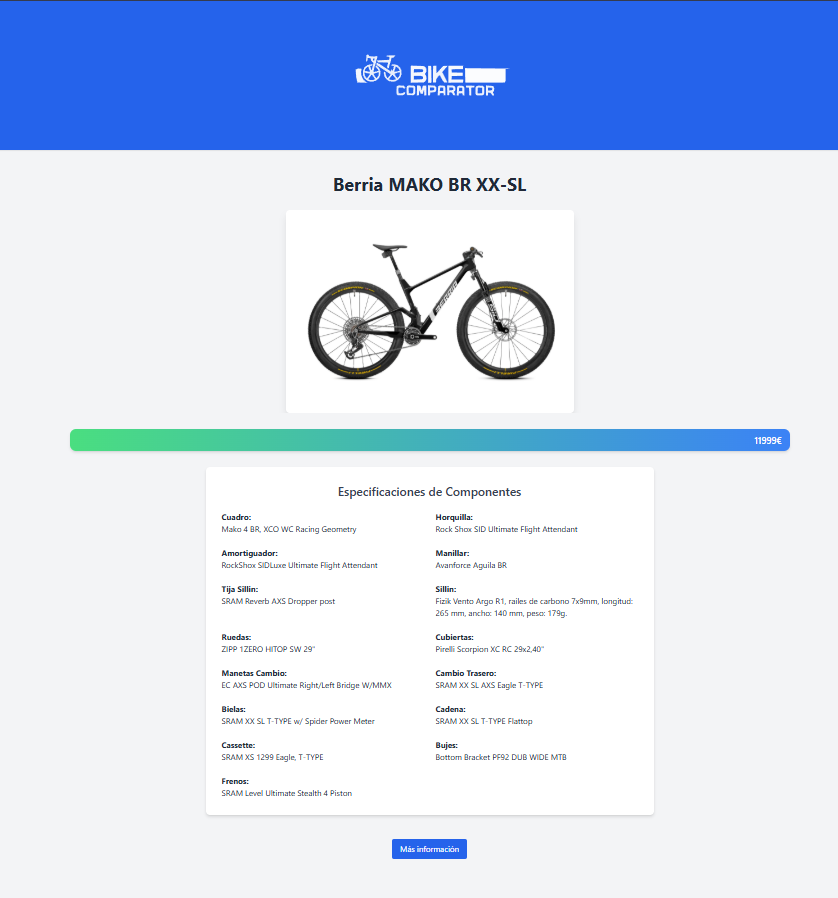 BIKE
COMPARATOR
Berria MAKO BR XX-SL
BERRIA
11999€
Especificaciones de Componentes
Cuadro:
Mako 4 BR, XCO WC Racing Geometry
Horquilla:
Rock Shox SID Ultimate Flight Attendant
Amortiguador:
RockShox SIDLuxe Ultimate Flight Attendant
Manillar:
Avanforce Aguila BR
Tija Sillin:
SRAM Reverb AXS Dropper post
Sillin:
Fizik Vento Argo R1, railes de carbono 7x9mm, longitud:
265 mm, ancho: 140 mm, peso: 179g.
Ruedas:
ZIPP 1ZERO HITOP SW 29"
Cubiertas:
Pirelli Scorpion XC RC 29x2,40"
Manetas Cambio:
EC AXS POD Ultimate Right/Left Bridge W/MMX
Cambio Trasero:
SRAM XX SL AXS Eagle T-TYPE
Bielas:
SRAM XX SL T-TYPE w/ Spider Power Meter
Cadena:
SRAM XX SL T-TYPE Flattop
Cassette:
SRAM XS 1299 Eagle, T-TYPE
Bujes:
Bottom Bracket PF92 DUB WIDE MTB
Frenos:
SRAM Level Ultimate Stealth 4 Piston
Más información